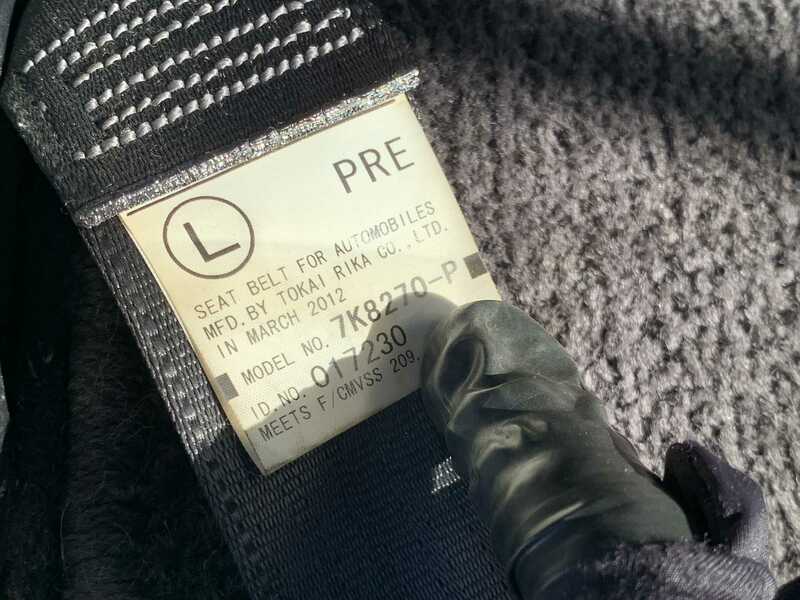 PRE
L
SEAT BELT FOR AUTOMOBILES
MFD. BY TOKAI RIKA CO., LTD.
IN MARCH 2012
MODEL NO. 7K8270-P
ID.NO. 017230
MEETS F/CMVSS 209.